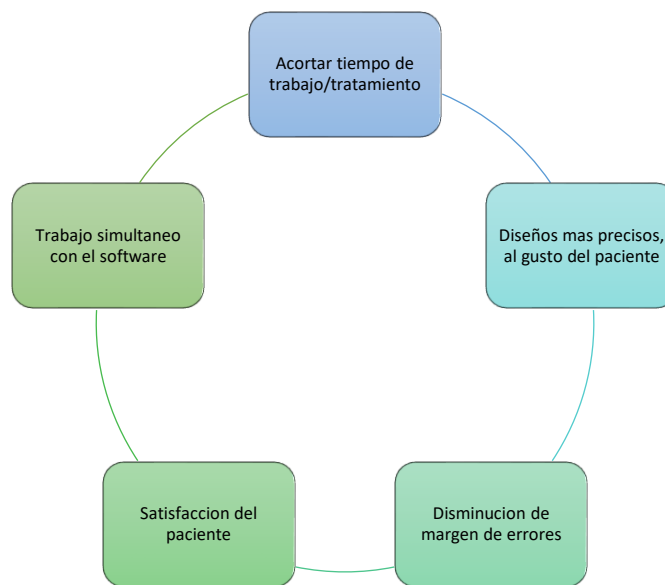 Acortar tiempo de
trabajo/tratamiento
Diseños mas precisos,
al gusto del paciente
Disminucion de
margen de errores
Satisfaccion del
paciente
Trabajo simultaneo
con el software